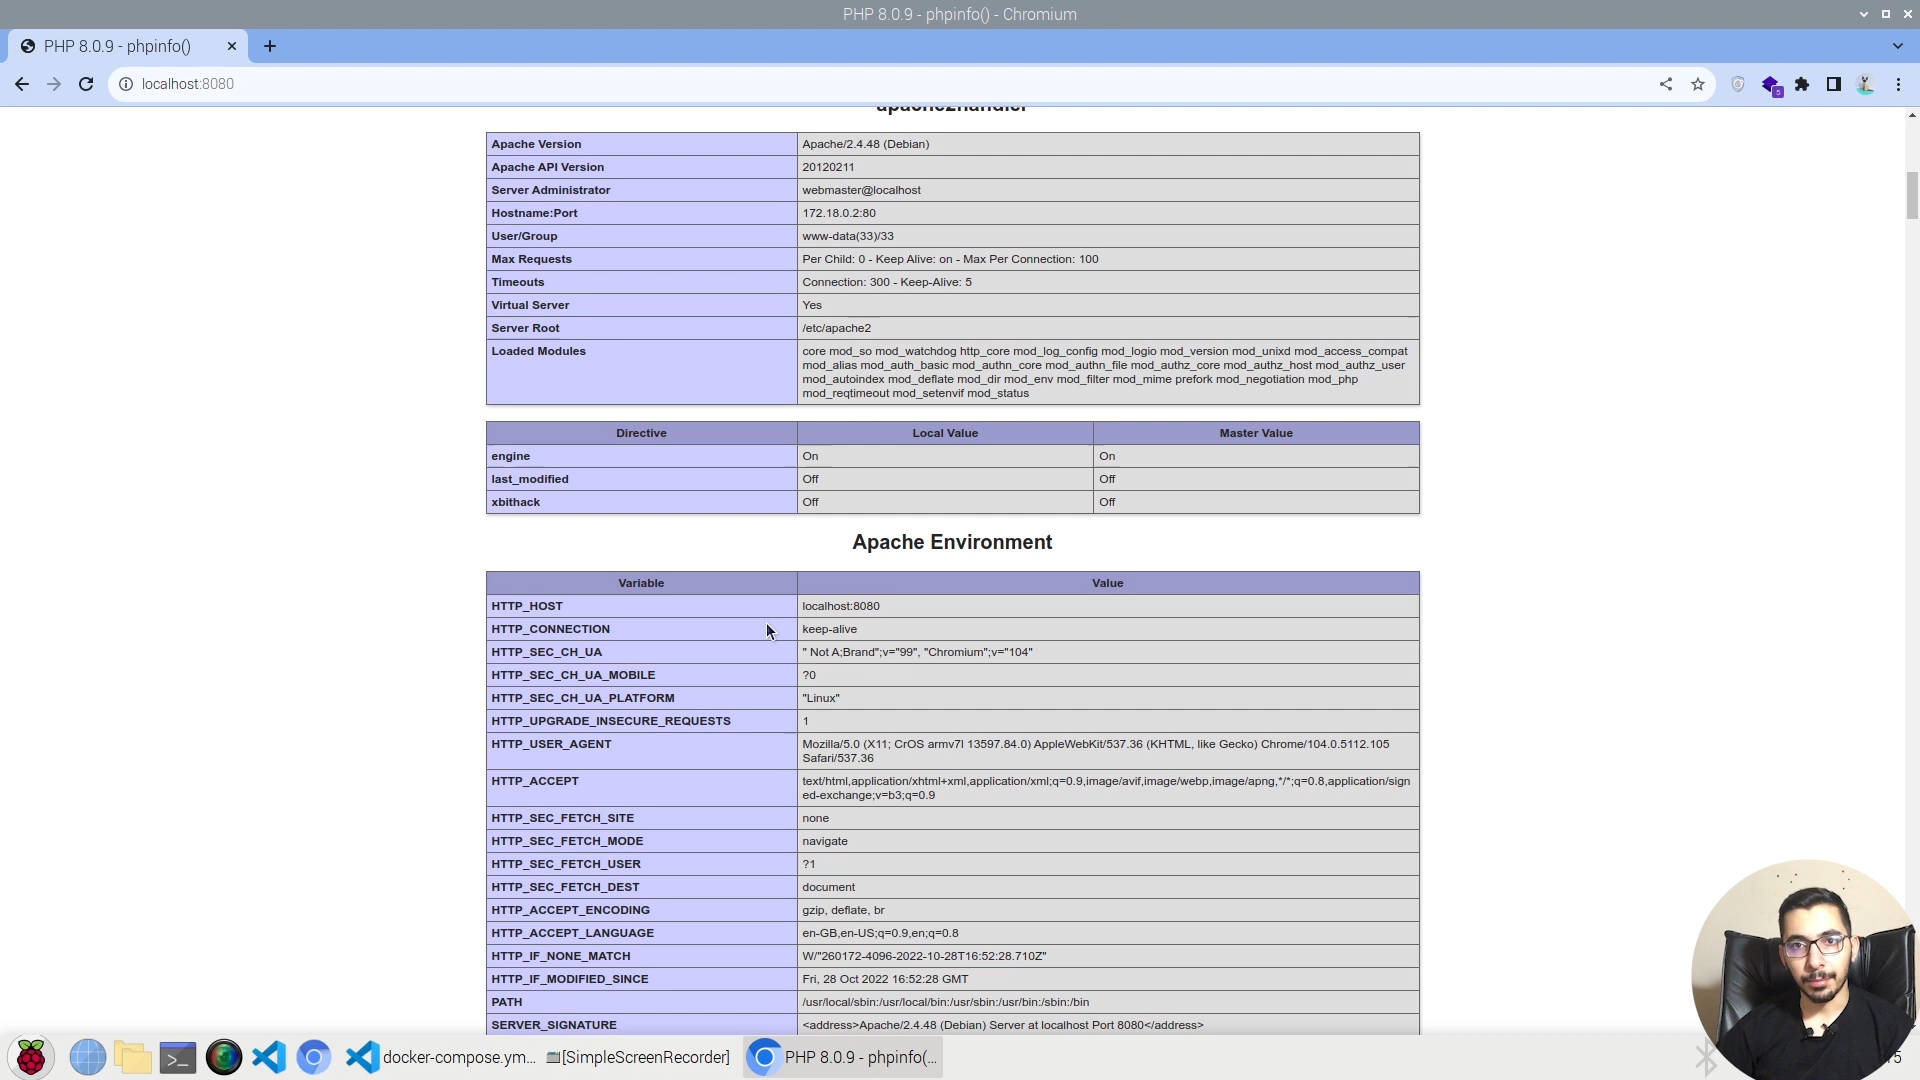 PHP 8.0.9 - phpinfo() - Chromium
PHP 8.0.9 - phpinfo()
localhost:8080
5
apache2handler
Apache Version Apache/2.4.48 (Debian)
Apache API Version 20120211
Server Administrator webmaster@localhost
Hostname:Port 172.18.0.2:80
User/Group www-data(33)/33
Max Requests Per Child: 0 - Keep Alive: on - Max Per Connection: 100
Timeouts Connection: 300 - Keep-Alive: 5
Virtual Server Yes
Server Root /etc/apache2
Loaded Modules core mod_so mod_watchdog http_core mod_log_config mod_logio mod_version mod_unixd mod_access_compat
mod_alias mod_auth_basic mod_authn_core mod_authn_file mod_authz_core mod_authz_host mod_authz_user
mod_autoindex mod_deflate mod_dir mod_env mod_filter mod_mime prefork mod_negotiation mod_php
mod_reqtimeout mod_setenvif mod_status
Directive Local Value Master Value
engine On On
last_modified Off Off
xbithack Off Off
Apache Environment
Variable Value
HTTP_HOST localhost:8080
HTTP_CONNECTION keep-alive
HTTP_SEC_CH_UA " Not A;Brand";v="99", "Chromium";v="104"
HTTP_SEC_CH_UA_MOBILE ?0
HTTP_SEC_CH_UA_PLATFORM "Linux"
HTTP_UPGRADE_INSECURE_REQUESTS 1
HTTP_USER_AGENT Mozilla/5.0 (X11; CrOS armv7l 13597.84.0) AppleWebKit/537.36 (KHTML, like Gecko) Chrome/104.0.5112.105
Safari/537.36
HTTP_ACCEPT text/html,application/xhtml+xml,application/xml;q=0.9,image/avif,image/webp,image/apng,*/*;q=0.8,application/sign
ed-exchange;v=b3;q=0.9
HTTP_SEC_FETCH_SITE none
HTTP_SEC_FETCH_MODE navigate
HTTP_SEC_FETCH_USER ?1
HTTP_SEC_FETCH_DEST document
HTTP_ACCEPT_ENCODING gzip, deflate, br
HTTP_ACCEPT_LANGUAGE en-GB,en-US;q=0.9,en;q=0.8
HTTP_IF_NONE_MATCH W/"260172-4096-2022-10-28T16:52:28.710Z"
HTTP_IF_MODIFIED_SINCE Fri, 28 Oct 2022 16:52:28 GMT
PATH /usr/local/sbin:/usr/local/bin:/usr/sbin:/usr/bin:/sbin:/bin
SERVER_SIGNATURE <address>Apache/2.4.48 (Debian) Server at localhost Port 8080</address>
docker-compose.ym... [SimpleScreenRecorder] PHP 8.0.9 - phpinfo(...